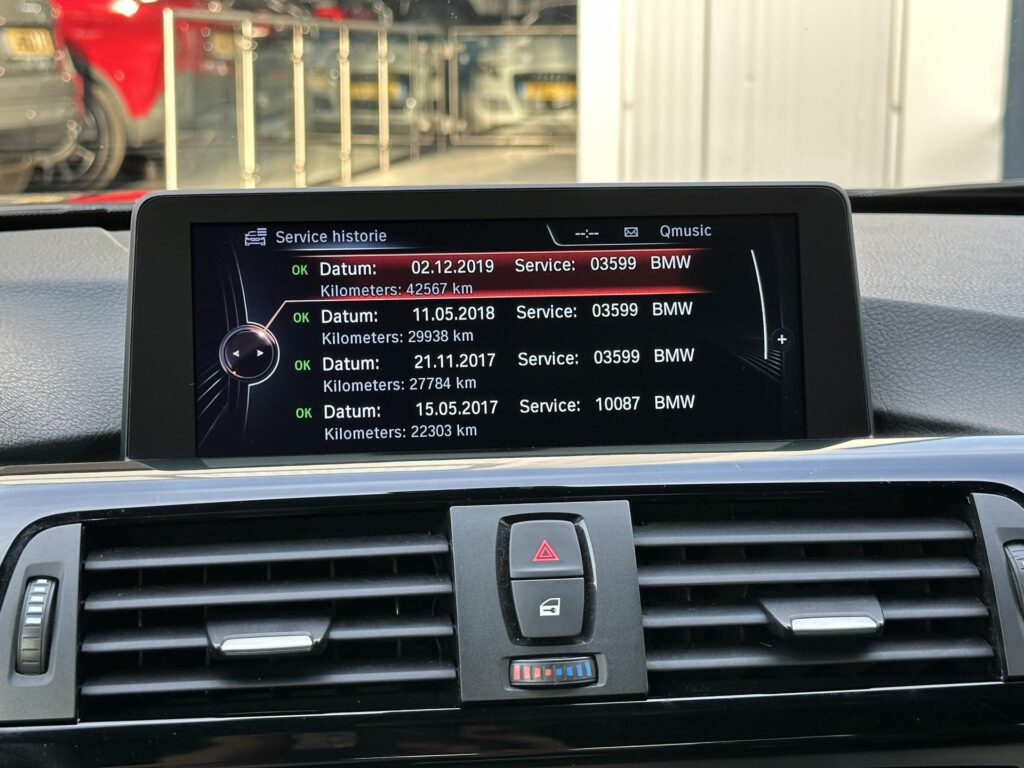 Service historie --:-- Qmusic
OK Datum: 02.12.2019 Service: 03599 BMW
Kilometers: 42567 km
OK Datum: 11.05.2018 Service: 03599 BMW
Kilometers: 29938 km
OK Datum: 21.11.2017 Service: 03599 BMW
Kilometers: 27784 km
OK Datum: 15.05.2017 Service: 10087 BMW
Kilometers: 22303 km